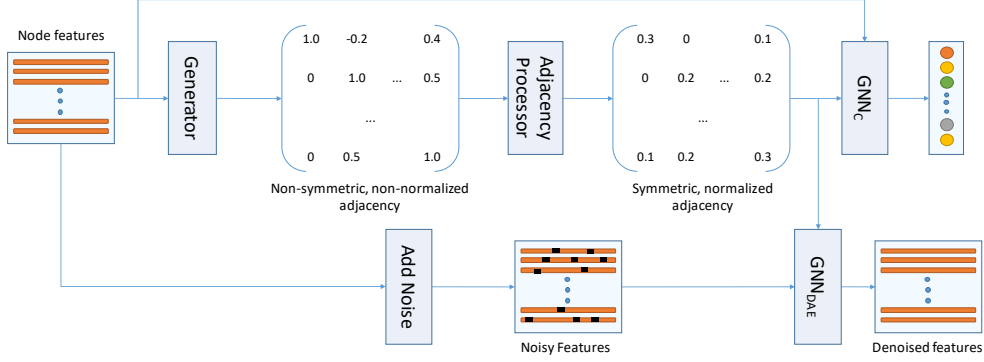 Node features
Generator
1.0 -0.2 0.4
0 1.0 ... 0.5
...
0 0.5 1.0
Non-symmetric, non-normalized
adjacency
Adjacency
Processor
0.3 0 0.1
0 0.2 ... 0.2
...
0.1 0.2 0.3
Symmetric, normalized
adjacency
GNN_C
Add Noise
Noisy Features
GNN_DAE
Denoised features